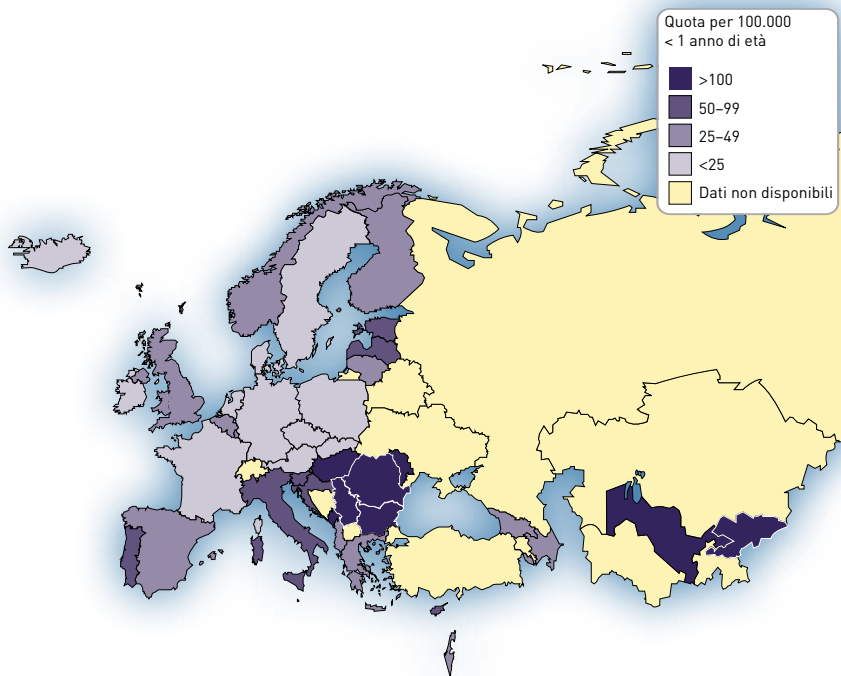 Quota per 100.000
< 1 anno di età
>100
50–99
25–49
<25
Dati non disponibili